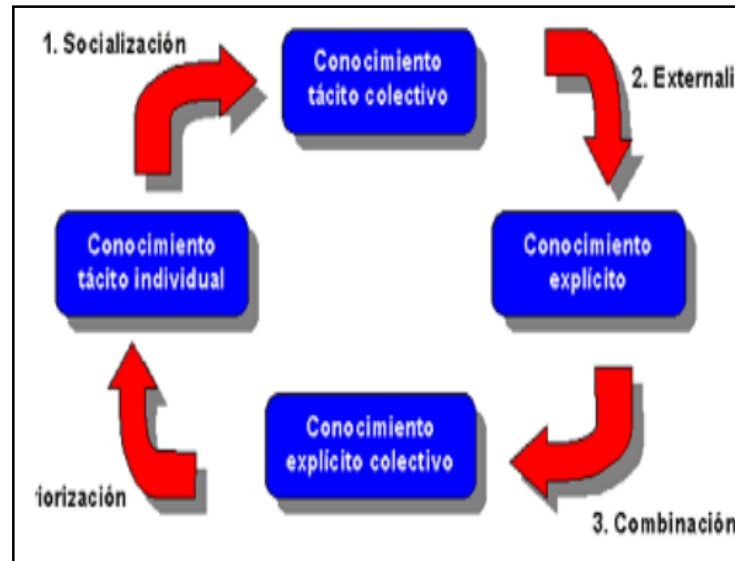 1. Socialización
Conocimiento
tácito colectivo
2. Externali
Conocimiento
explícito
3. Combinación
Conocimiento
explícito colectivo
riorización
Conocimiento
tácito individual